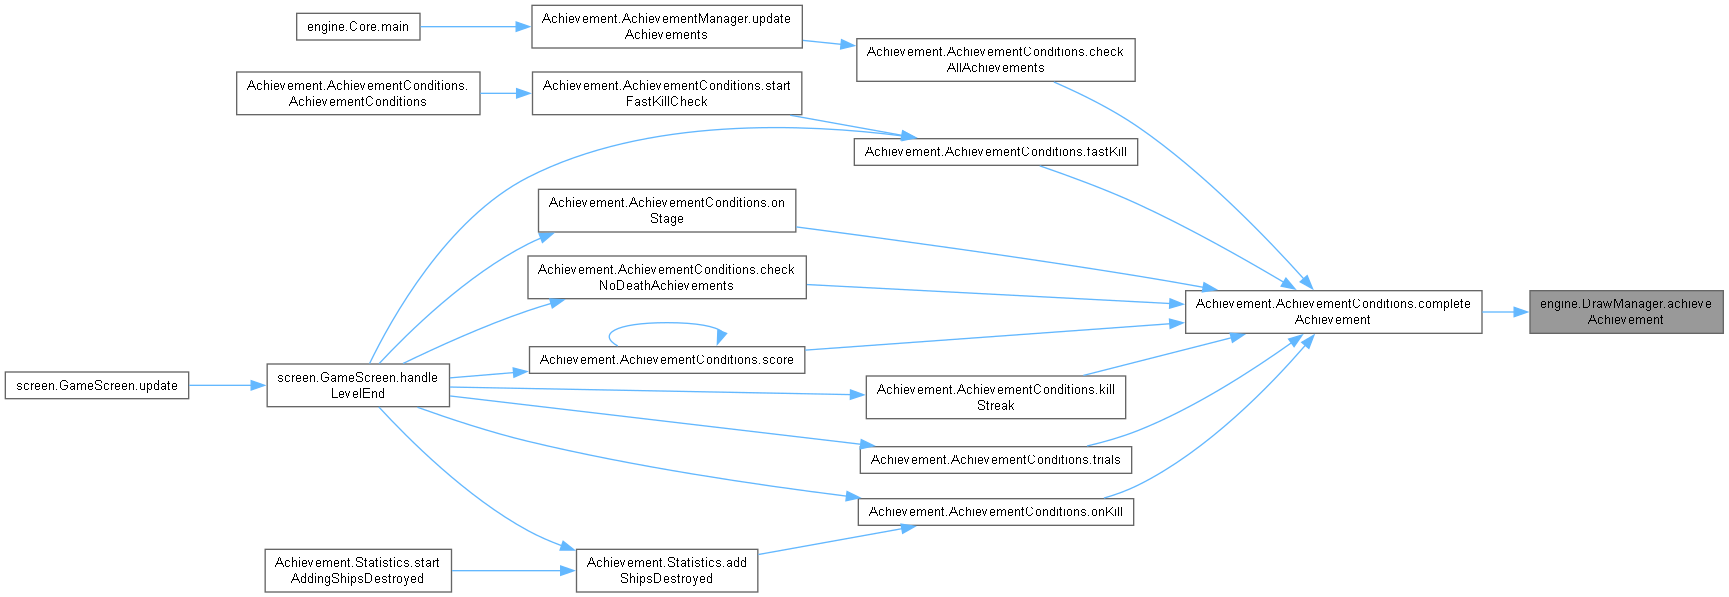 engine.Core.main
Achievement.AchievementManager.update
Achievements
Achievement.AchievementConditions.check
AllAchievements
Achievement.AchievementConditions.
AchievementConditions
Achievement.AchievementConditions.start
FastKillCheck
Achievement.AchievementConditions.fastKill
Achievement.AchievementConditions.on
Stage
Achievement.AchievementConditions.check
NoDeathAchievements
Achievement.AchievementConditions.complete
Achievement
engine.DrawManager.achieve
Achievement
Achievement.AchievementConditions.score
screen.GameScreen.update
screen.GameScreen.handle
LevelEnd
Achievement.AchievementConditions.kill
Streak
Achievement.AchievementConditions.trials
Achievement.AchievementConditions.onKill
Achievement.Statistics.start
AddingShipsDestroyed
Achievement.Statistics.add
ShipsDestroyed